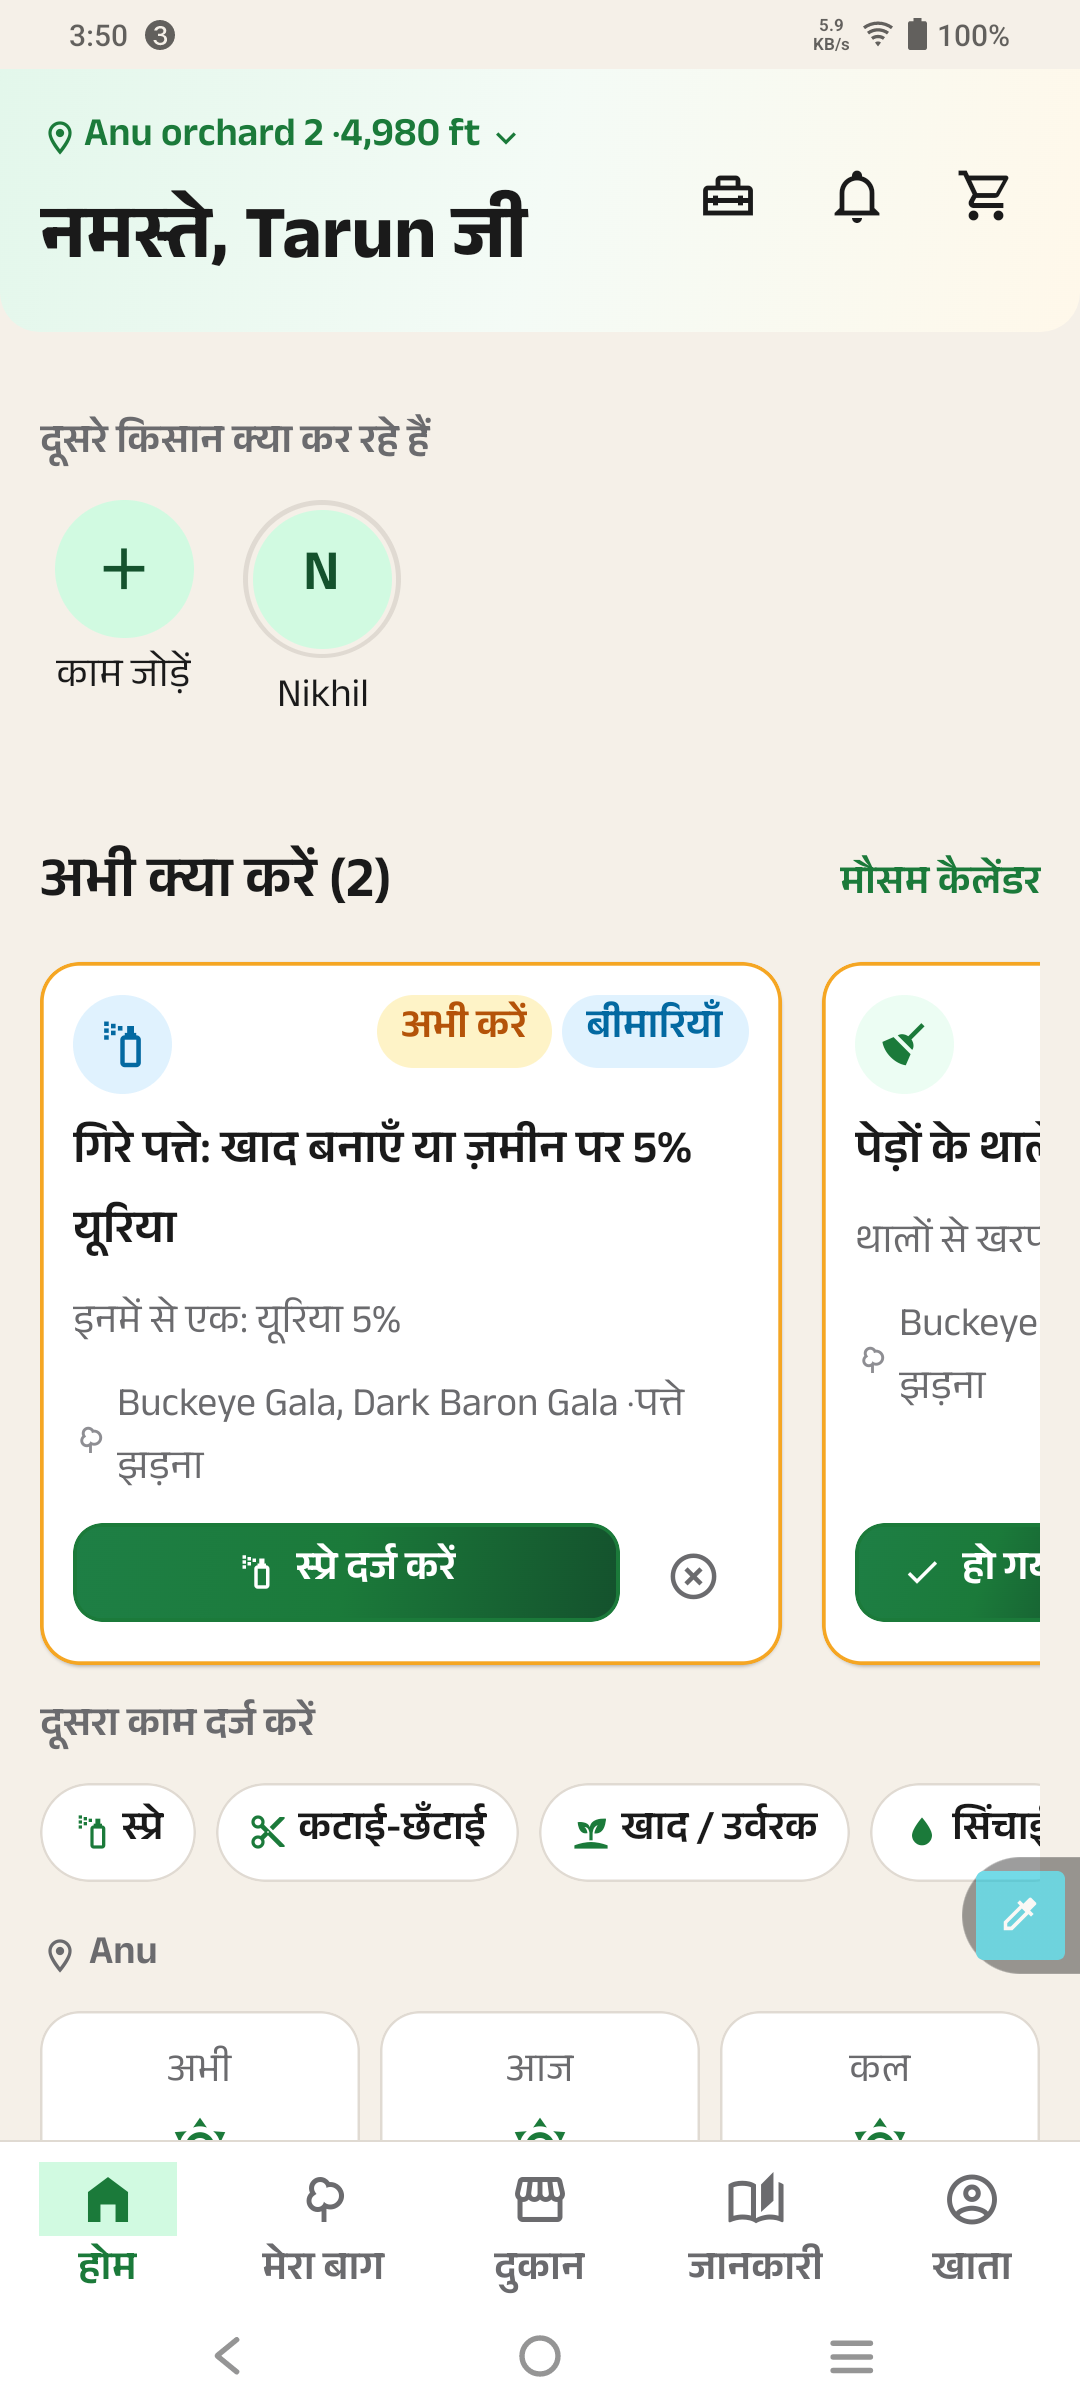 3:50 3 5.9 KB/s 100%
Anu orchard 2 ·4,980 ft
नमस्ते, Tarun जी
दूसरे किसान क्या कर रहे हैं
N
काम जोड़ें
Nikhil
अभी क्या करें (2)
मौसम कैलेंडर
अभी करें
बीमारियाँ
गिरे पत्ते: खाद बनाएँ या ज़मीन पर 5%
यूरिया
इनमें से एक: यूरिया 5%
Buckeye Gala, Dark Baron Gala ·पत्ते
झड़ना
स्प्रे दर्ज करें
पेड़ों के
थालों से
Buckeye
झड़ना
हो
दूसरा काम दर्ज करें
स्प्रे
कटाई-छँटाई
खाद / उर्वरक
Anu
अभी
आज
कल
होम
मेरा बाग
दुकान
जानकारी
खाता